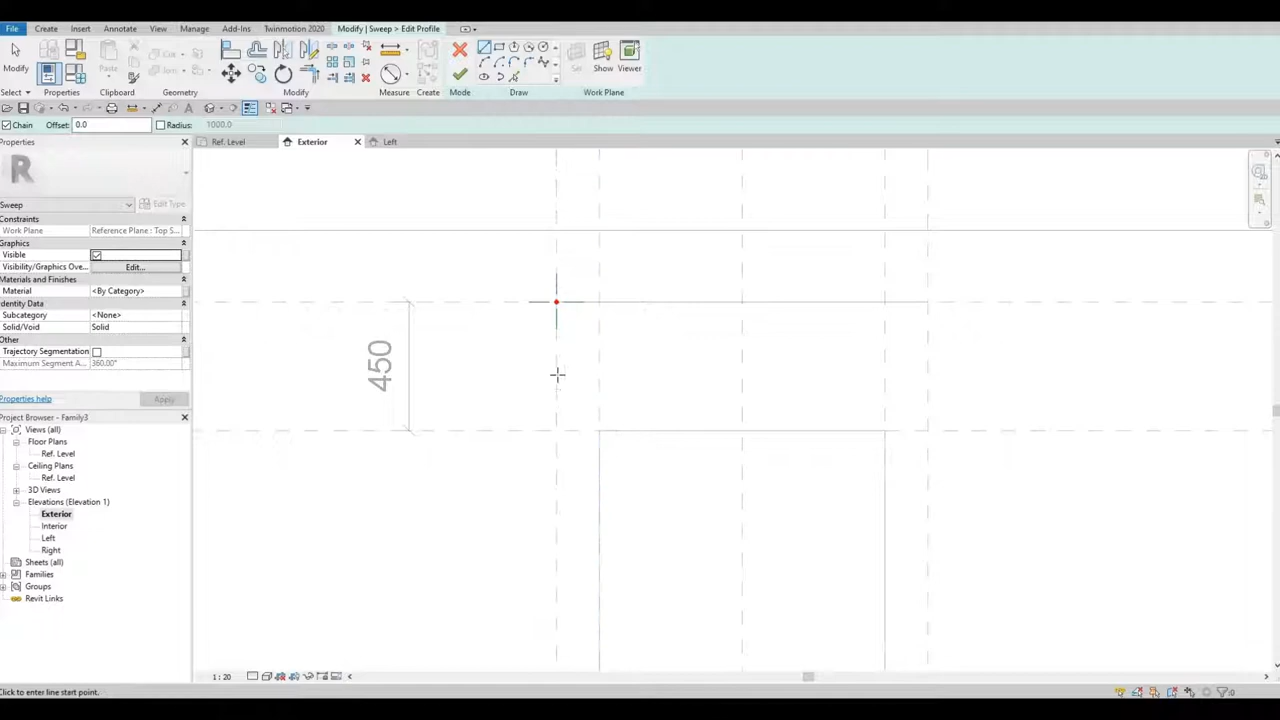 File Create Insert Annotate View Manage Add-Ins Twinmotion 2020 Modify | Sweep > Edit Profile
Modify Paste Cut Join Set Show Viewer
Select Properties Clipboard Geometry Modify Measure Create Mode Draw Work Plane
Chain Offset: 0.0 Radius: 1000.0
Properties Ref. Level Exterior Left
R
Sweep Edit Type
Constraints
Work Plane Reference Plane : Top S...
Graphics
Visible
Visibility/Graphics Ove... Edit...
Materials and Finishes
Material <By Category>
Identity Data
Subcategory <None>
Solid/Void Solid
Other
Trajectory Segmentation
Maximum Segment A... 360.00°
Properties help Apply
450
Project Browser - Family3
Views (all)
Floor Plans
Ref. Level
Ceiling Plans
Ref. Level
3D Views
Elevations (Elevation 1)
Exterior
Interior
Left
Right
Sheets (all)
Families
Groups
Revit Links
1 : 20
Click to enter line start point. :0